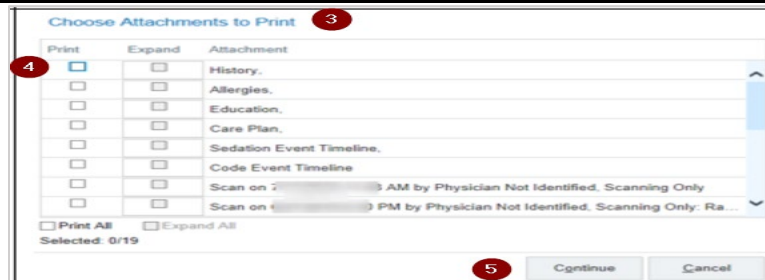 Choose Attachments to Print 3
Print Expand Attachment
4 History,
Allergies,
Education,
Care Plan,
Sedation Event Timeline,
Code Event Timeline
Scan on AM by Physician Not Identified, Scanning Only
Scan on PM by Physician Not Identified, Scanning Only: Ra...
Print All Expand All
Selected: 0/19
5 Continue Cancel